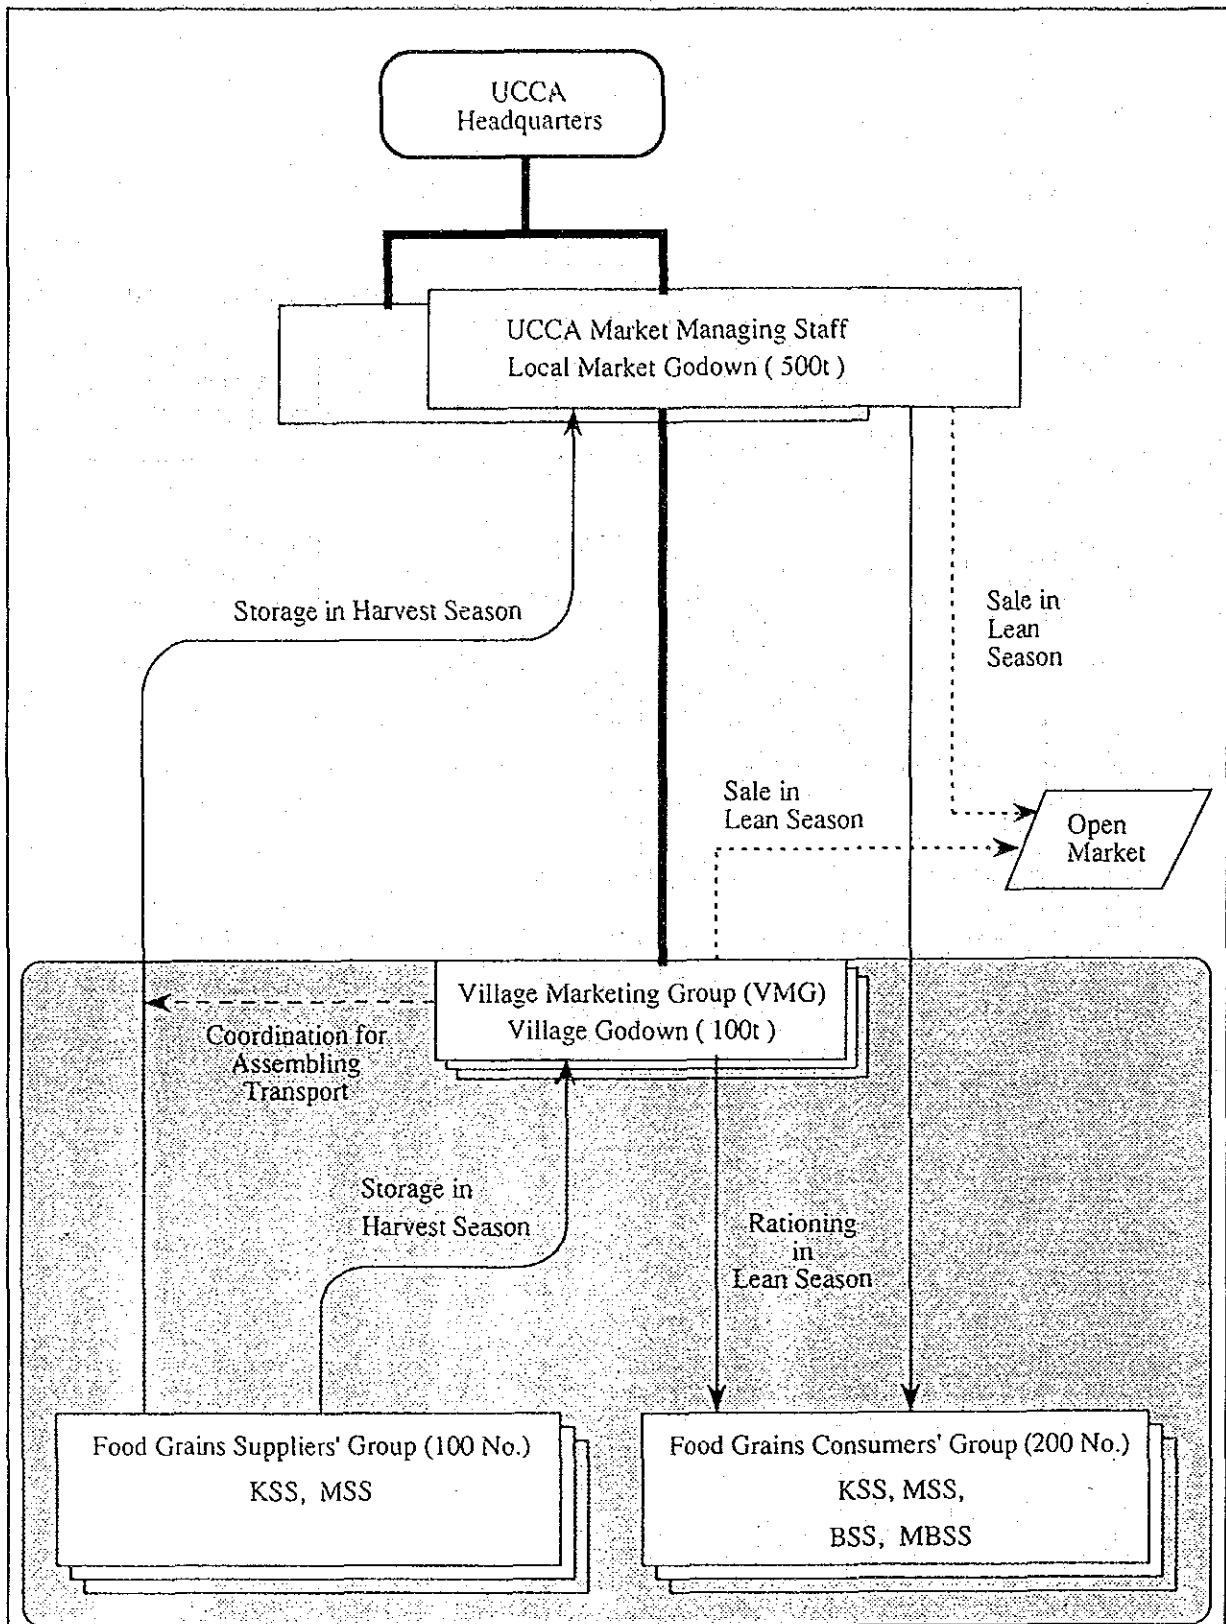 UCCA
Headquarters
UCCA Market Managing Staff
Local Market Godown ( 500t )
Storage in Harvest Season
Sale in
Lean
Season
Sale in
Lean Season
Open
Market
Village Marketing Group (VMG)
Village Godown ( 100t )
Coordination for
Assembling
Transport
Storage in
Harvest Season
Rationing
in
Lean Season
Food Grains Suppliers' Group (100 No.)
KSS, MSS
Food Grains Consumers' Group (200 No.)
KSS, MSS,
BSS, MBSS